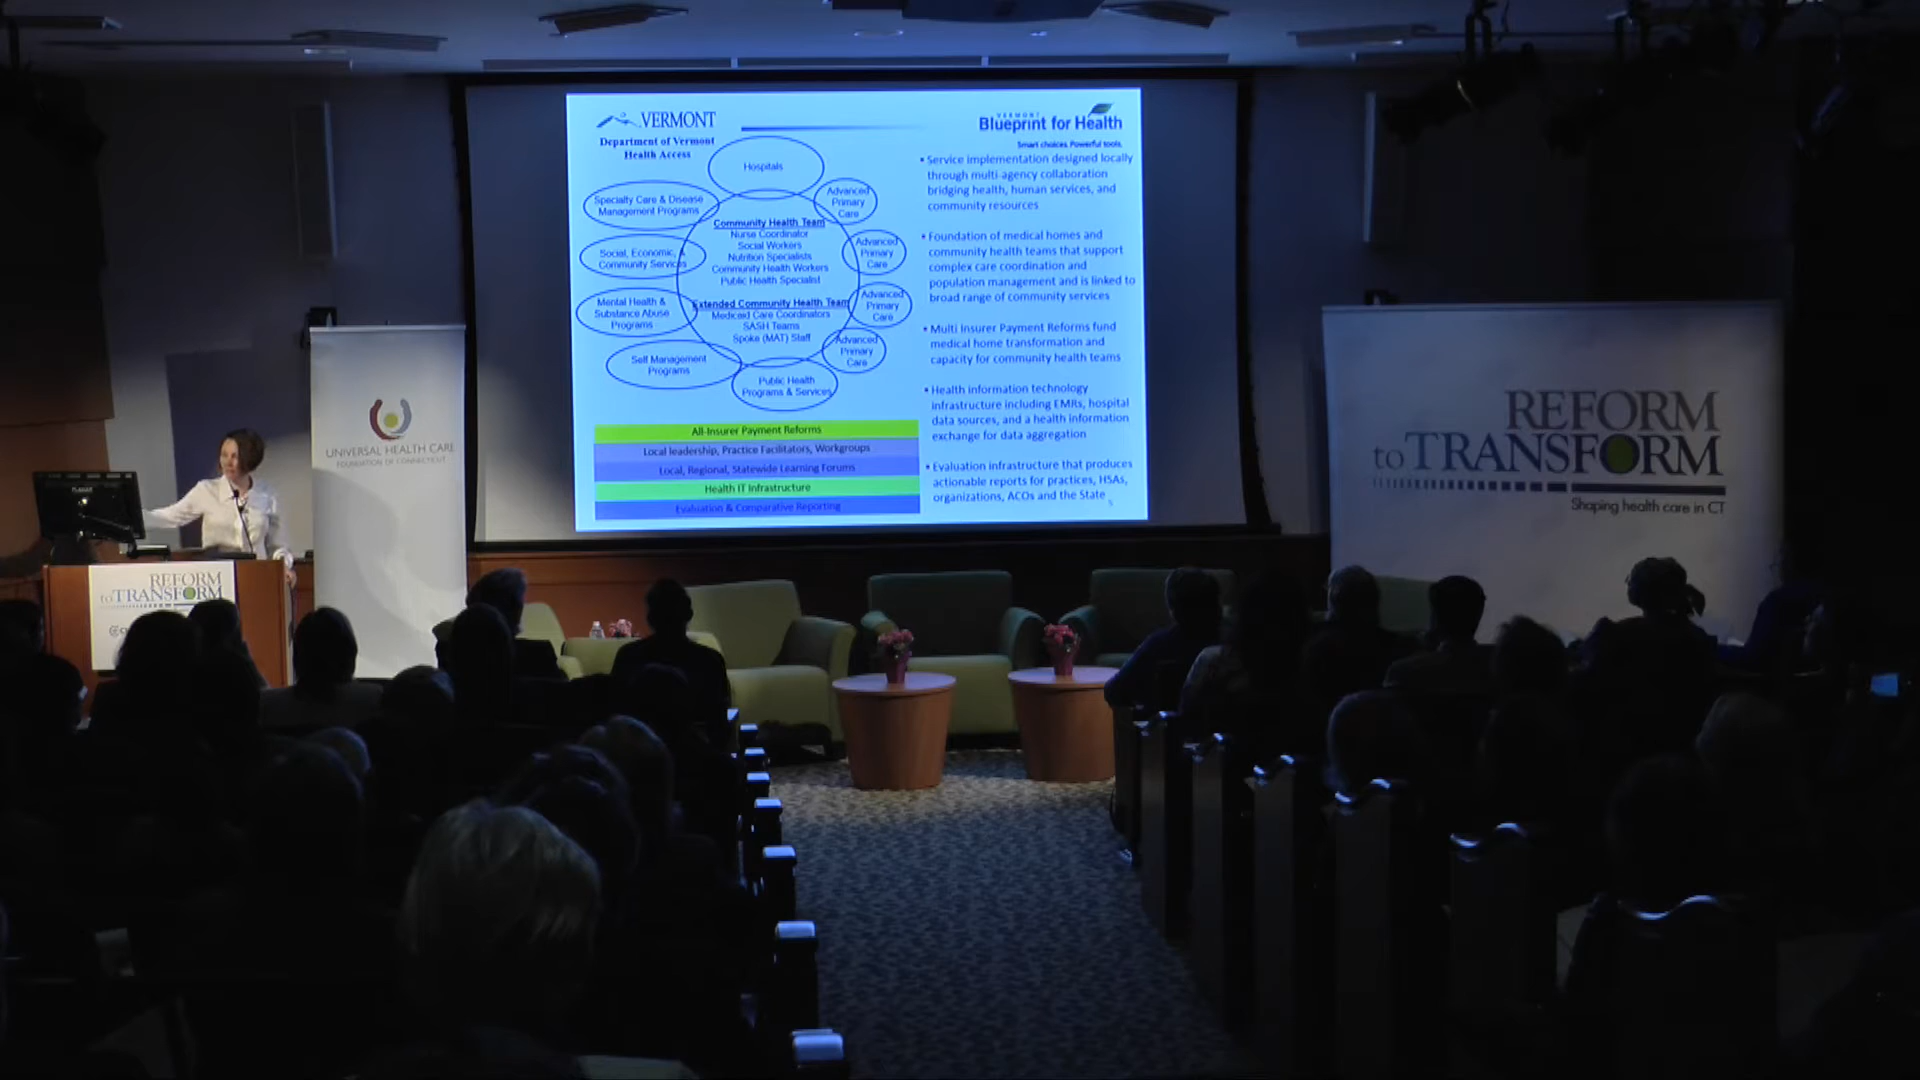 VERMONT
Department of Vermont
Health Access
VERMONT
Blueprint for Health
Smart choices. Powerful tools.
Hospitals
Specialty Care & Disease
Management Programs
Social, Economic, &
Community Services
Mental Health &
Substance Abuse
Programs
Self Management
Programs
Public Health
Programs & Services
Advanced
Primary
Care
Advanced
Primary
Care
Advanced
Primary
Care
Advanced
Primary
Care
Community Health Team
Nurse Coordinator
Social Workers
Nutrition Specialists
Community Health Workers
Public Health Specialist
Extended Community Health Team
Medicaid Care Coordinators
SASH Teams
Spoke (MAT) Staff
All-Insurer Payment Reforms
Local leadership, Practice Facilitators, Workgroups
Local, Regional, Statewide Learning Forums
Health IT Infrastructure
Evaluation & Comparative Reporting
• Service implementation designed locally
through multi-agency collaboration
bridging health, human services, and
community resources
• Foundation of medical homes and
community health teams that support
complex care coordination and
population management and is linked to
broad range of community services
• Multi Insurer Payment Reforms fund
medical home transformation and
capacity for community health teams
• Health information technology
infrastructure including EMRs, hospital
data sources, and a health information
exchange for data aggregation
• Evaluation infrastructure that produces
actionable reports for practices, HSAs,
organizations, ACOs and the State
5
UNIVERSAL HEALTH CARE
FOUNDATION OF CONNECTICUT
REFORM
to TRANSFORM
REFORM
to TRANSFORM
Shaping health care in CT